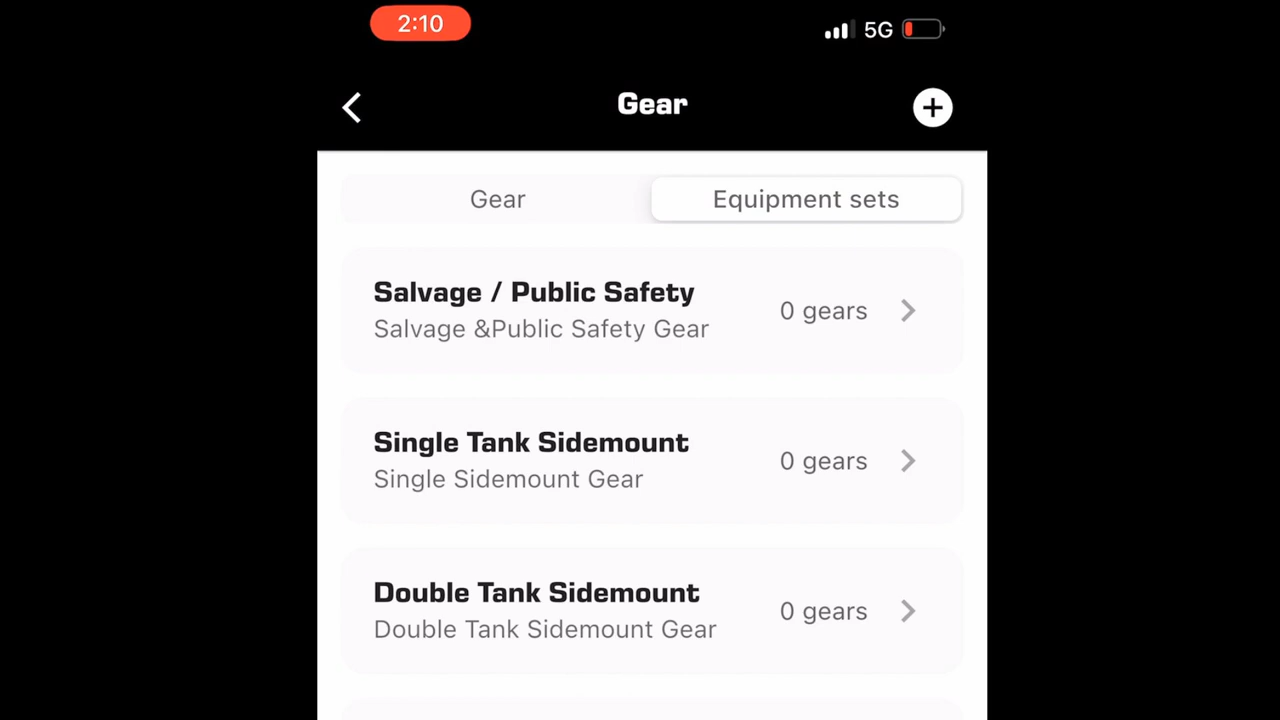 2:10
5G
Gear
Gear
Equipment sets
Salvage / Public Safety
Salvage &Public Safety Gear
0 gears
Single Tank Sidemount
Single Sidemount Gear
0 gears
Double Tank Sidemount
Double Tank Sidemount Gear
0 gears